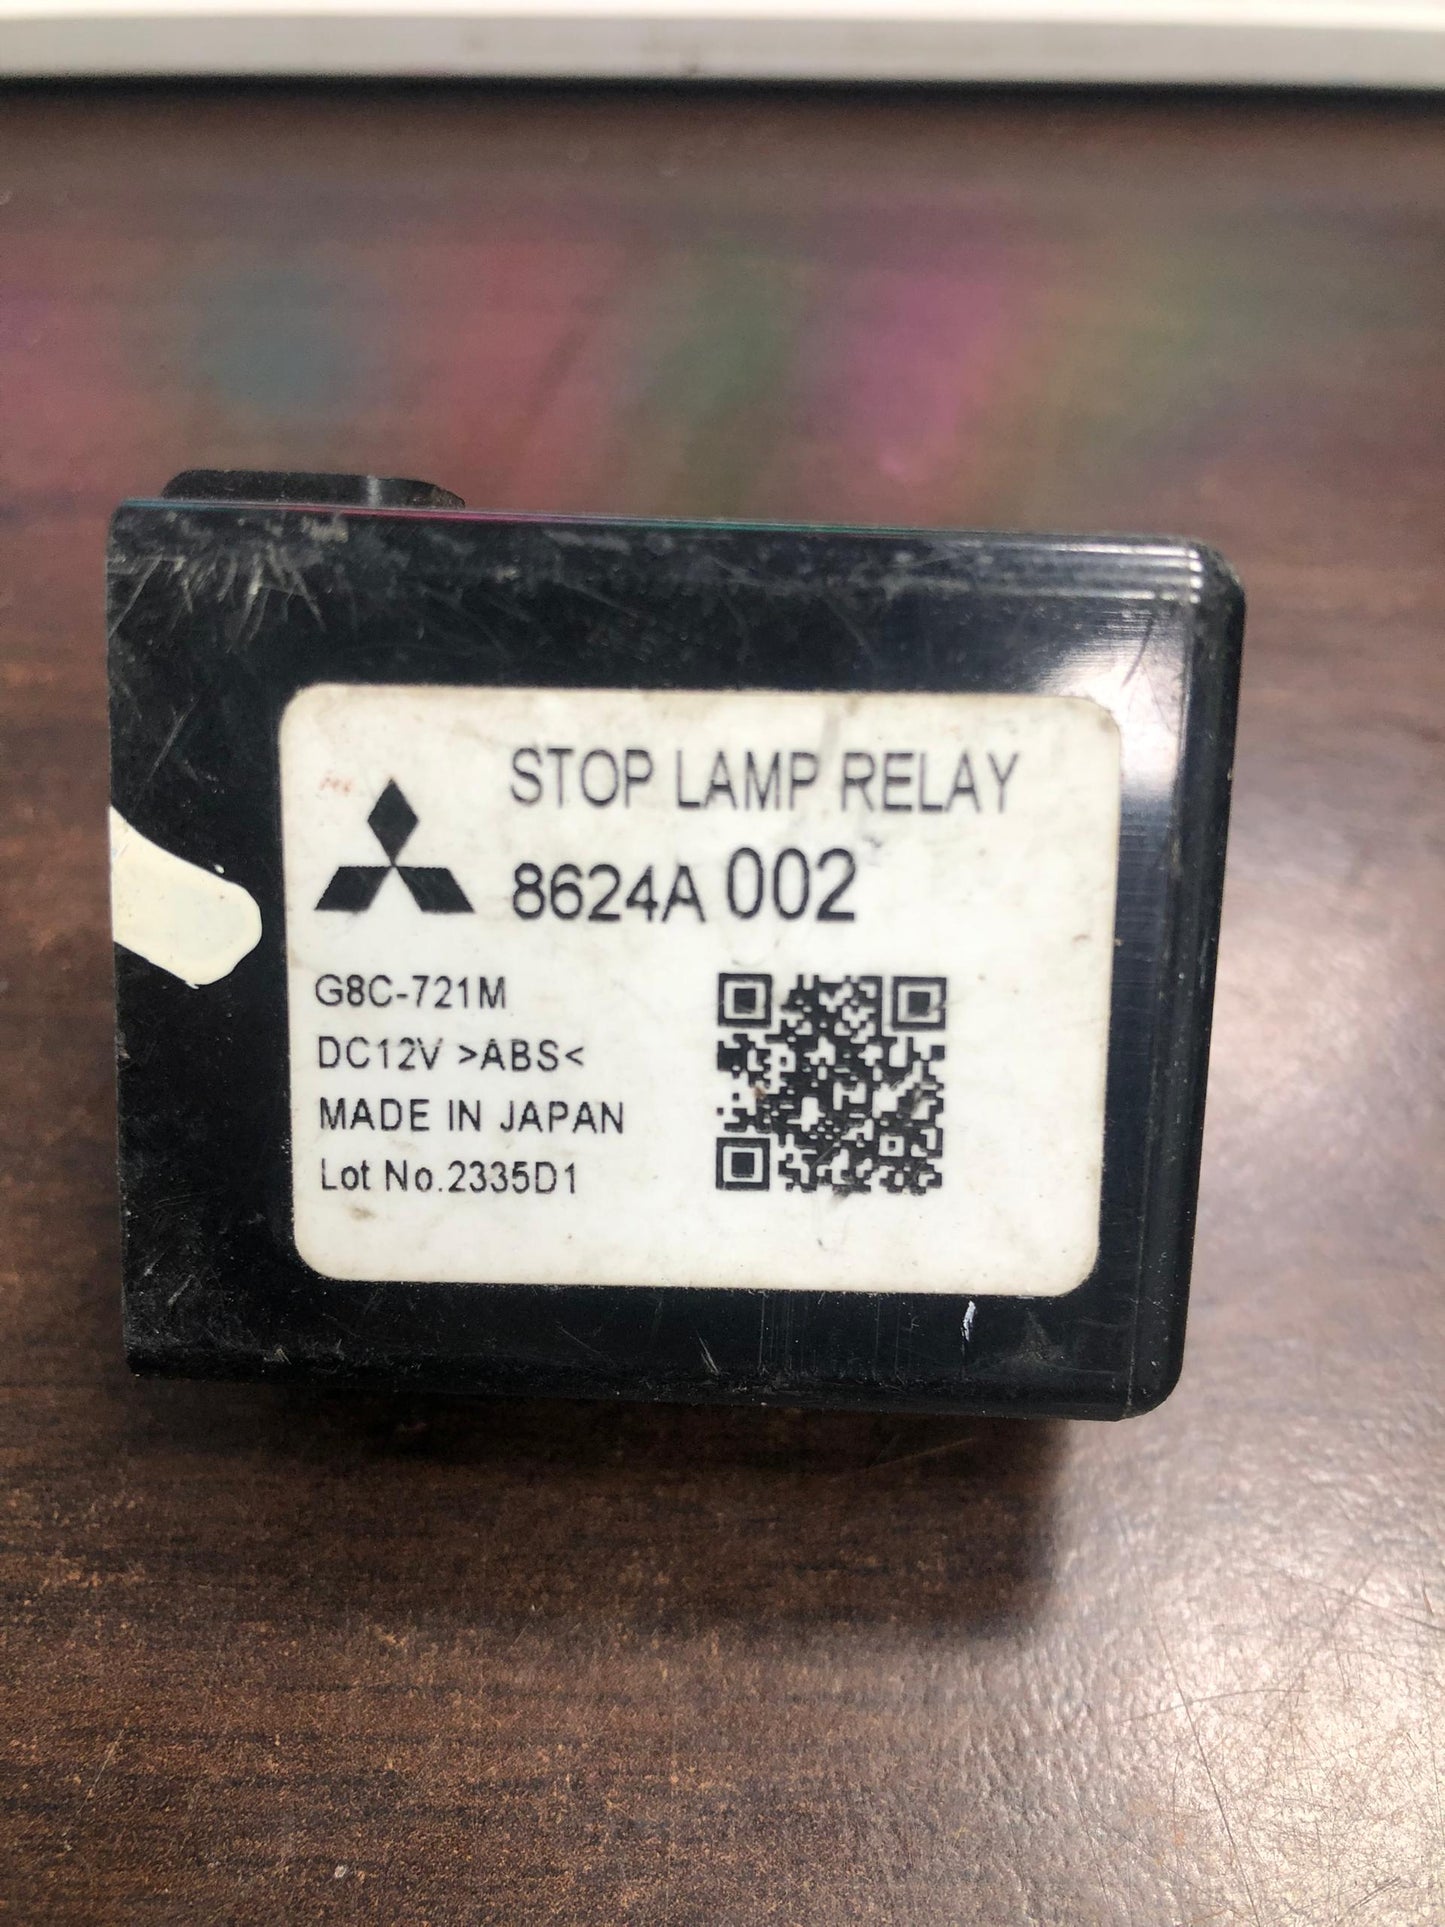 STOP LAMP RELAY
8624A 002
G8C-721M
DC12V >ABS<
MADE IN JAPAN
Lot No.2335D1